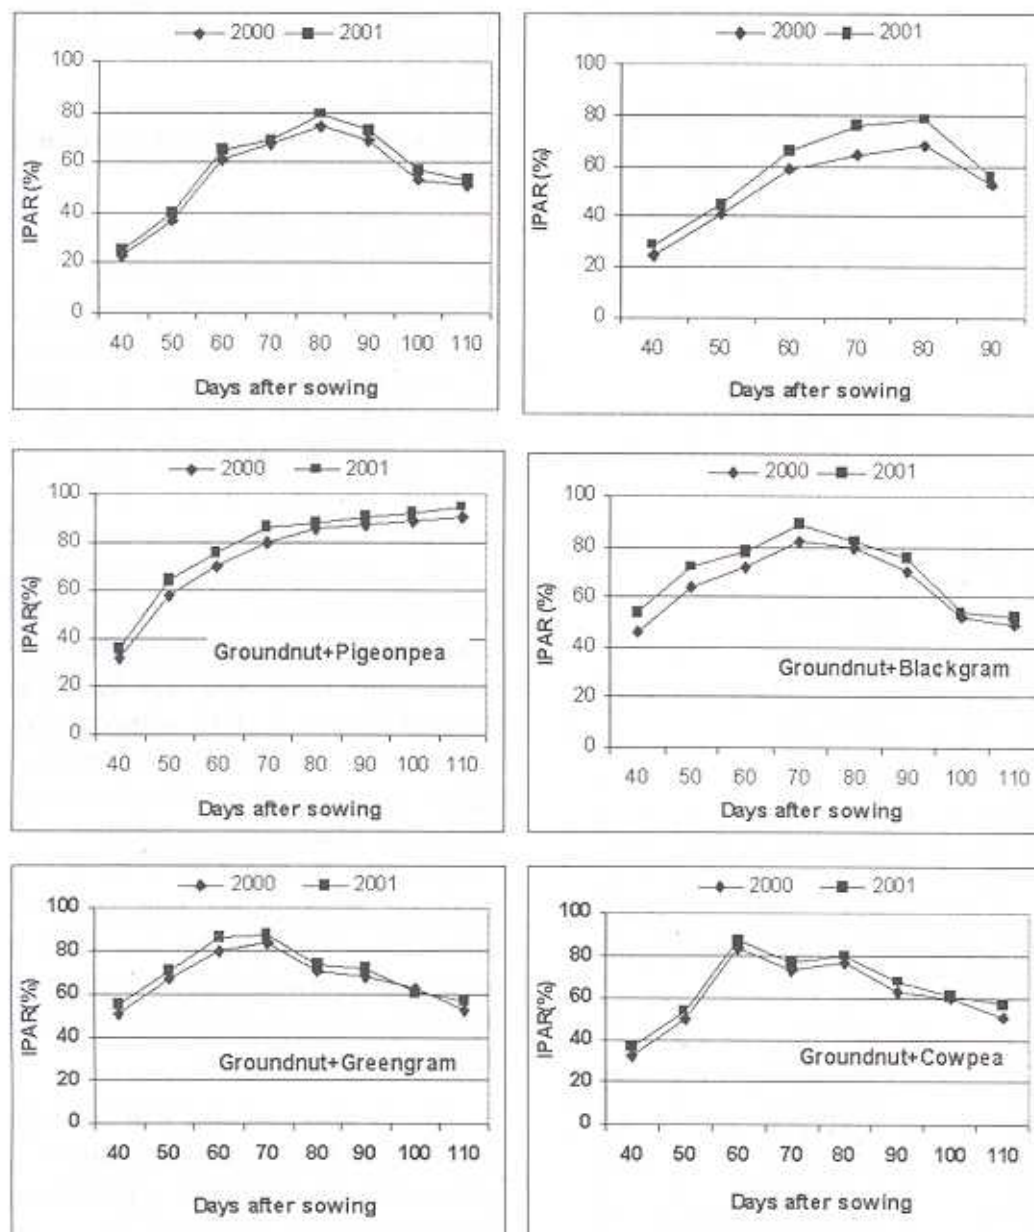 2000 2001
100
80
60
40
20
0
IPAR (%)
40 50 60 70 80 90 100 110
Days after sowing
2000 2001
100
80
60
40
20
0
IPAR (%)
40 50 60 70 80 90
Days after sowing
2000 2001
100
80
60
40
20
0
IPAR(%)
Groundnut+Pigeonpea
40 50 60 70 80 90 100 110
Days after sowing
2000 2001
100
80
60
40
20
0
IPAR (%)
Groundnut+Blackgram
40 50 60 70 80 90 100 110
Days after sowing
2000 2001
100
80
60
40
20
0
IPAR(%)
Groundnut+Greengram
40 50 60 70 80 90 100 110
Days after sowing
2000 2001
100
80
60
40
20
0
IPAR(%)
Groundnut+Cowpea
40 50 60 70 80 90 100 110
Days after sowing